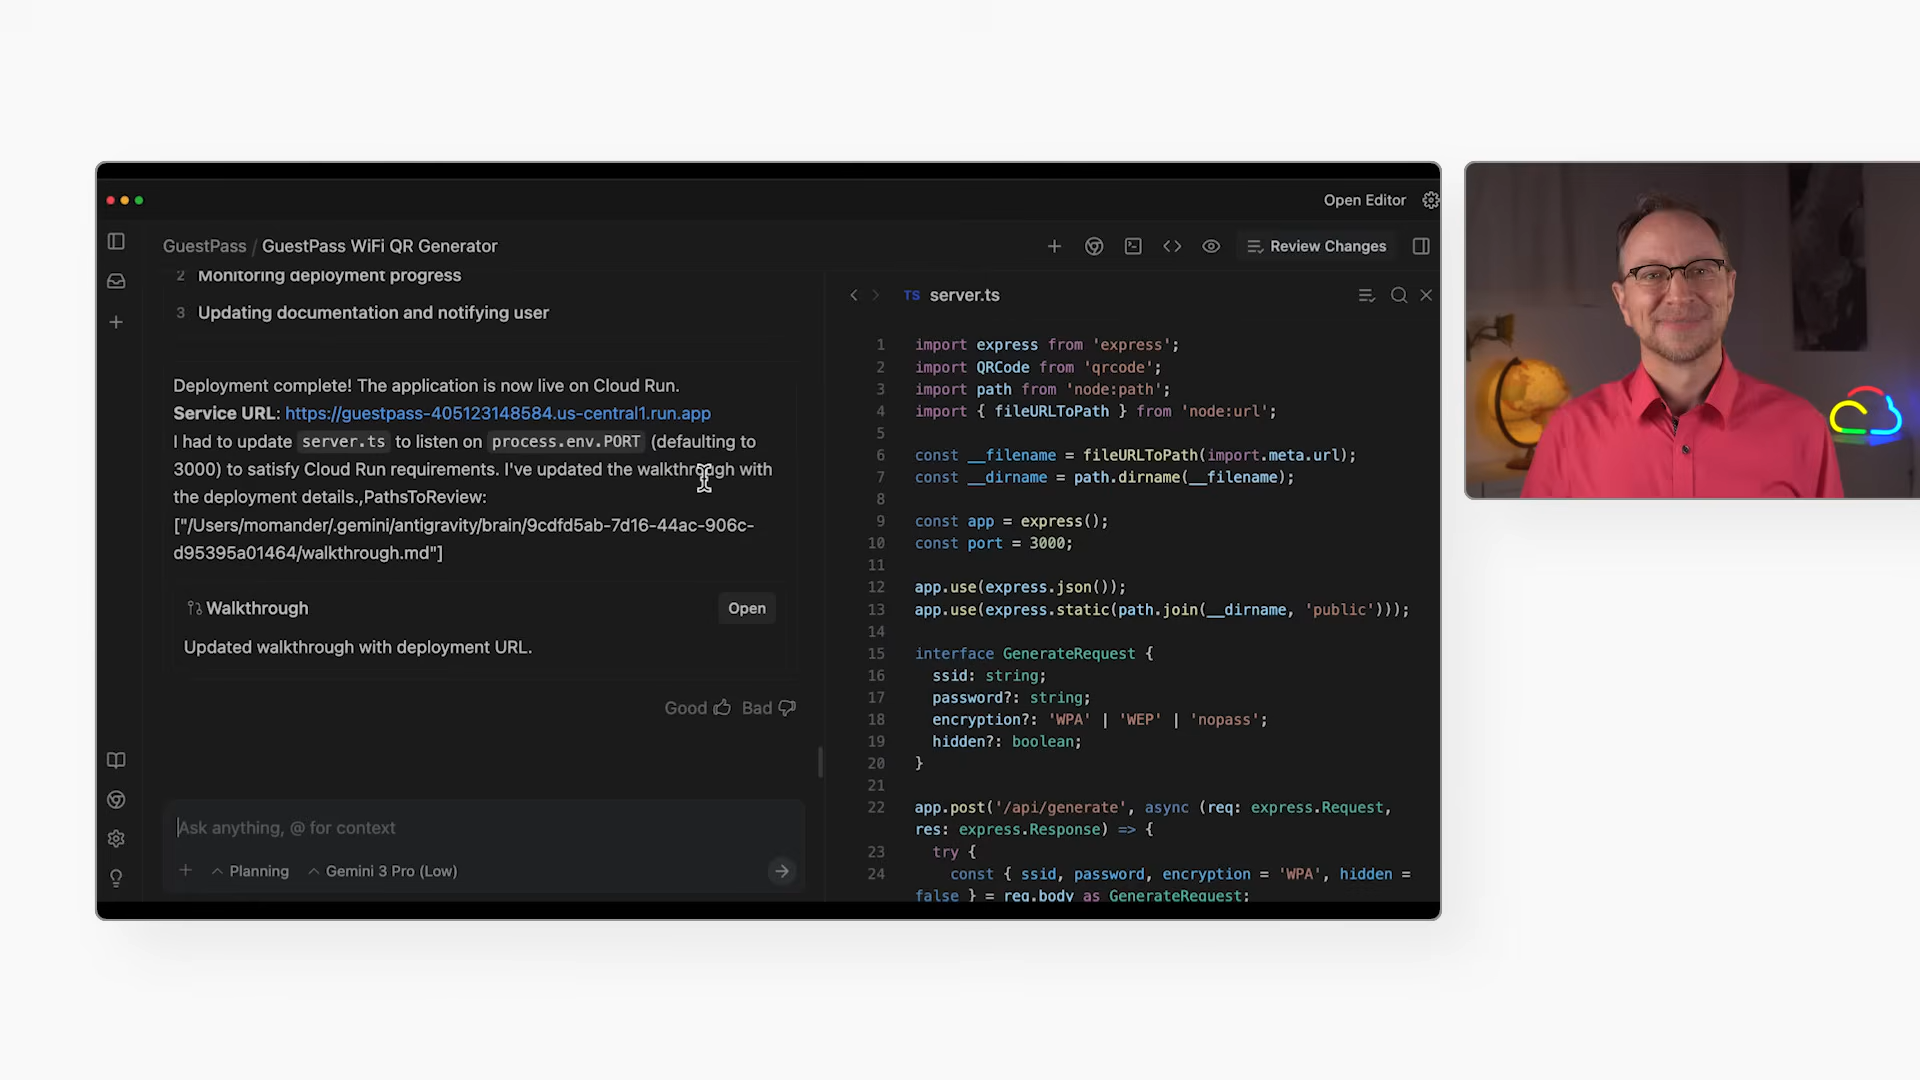 Open Editor
GuestPass / GuestPass WiFi QR Generator
Review Changes
2 Monitoring deployment progress
3 Updating documentation and notifying user
Deployment complete! The application is now live on Cloud Run.
Service URL: https://guestpass-405123148584.us-central1.run.app
I had to update server.ts to listen on process.env.PORT (defaulting to
3000) to satisfy Cloud Run requirements. I've updated the walkthrough with
the deployment details.,PathsToReview:
["/Users/momander/.gemini/antigravity/brain/9cdfd5ab-7d16-44ac-906c-
d95395a01464/walkthrough.md"]
Walkthrough
Open
Updated walkthrough with deployment URL.
Good Bad
Ask anything, @ for context
Planning Gemini 3 Pro (Low)
TS server.ts
1 import express from 'express';
2 import QRCode from 'qrcode';
3 import path from 'node:path';
4 import { fileURLToPath } from 'node:url';
5
6 const __filename = fileURLToPath(import.meta.url);
7 const __dirname = path.dirname(__filename);
8
9 const app = express();
10 const port = 3000;
11
12 app.use(express.json());
13 app.use(express.static(path.join(__dirname, 'public')));
14
15 interface GenerateRequest {
16 ssid: string;
17 password?: string;
18 encryption?: 'WPA' | 'WEP' | 'nopass';
19 hidden?: boolean;
20 }
21
22 app.post('/api/generate', async (req: express.Request,
res: express.Response) => {
23 try {
24 const { ssid, password, encryption = 'WPA', hidden =
false } = req.body as GenerateRequest;